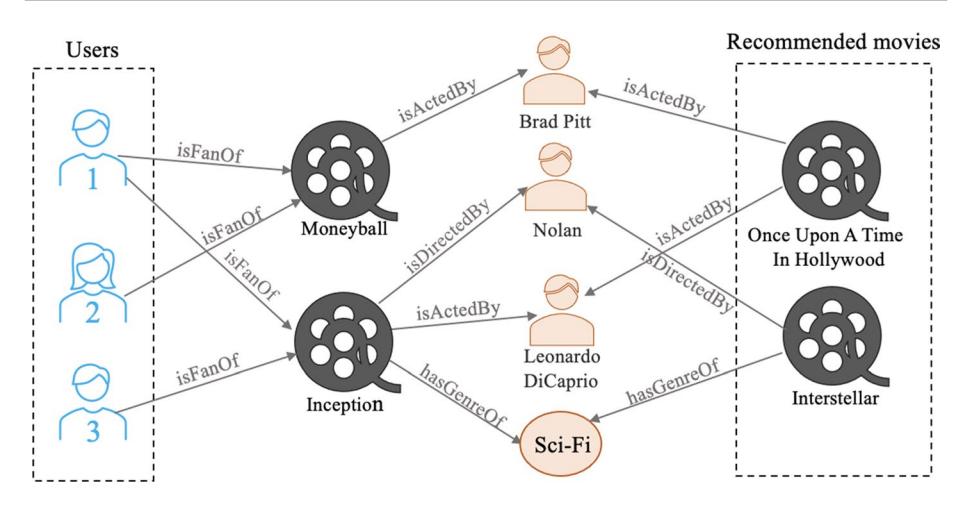 Users
Recommended movies
isActedBy
isActedBy
Brad Pitt
isFanOf
1
Moneyball
isFanOf
isFanOf
isDirectedBy
Nolan
isActedBy
isDirectedBy
Once Upon A Time
In Hollywood
2
isActedBy
Leonardo
DiCaprio
isFanOf
Inception
hasGenreOf
hasGenreOf
Interstellar
3
Sci-Fi